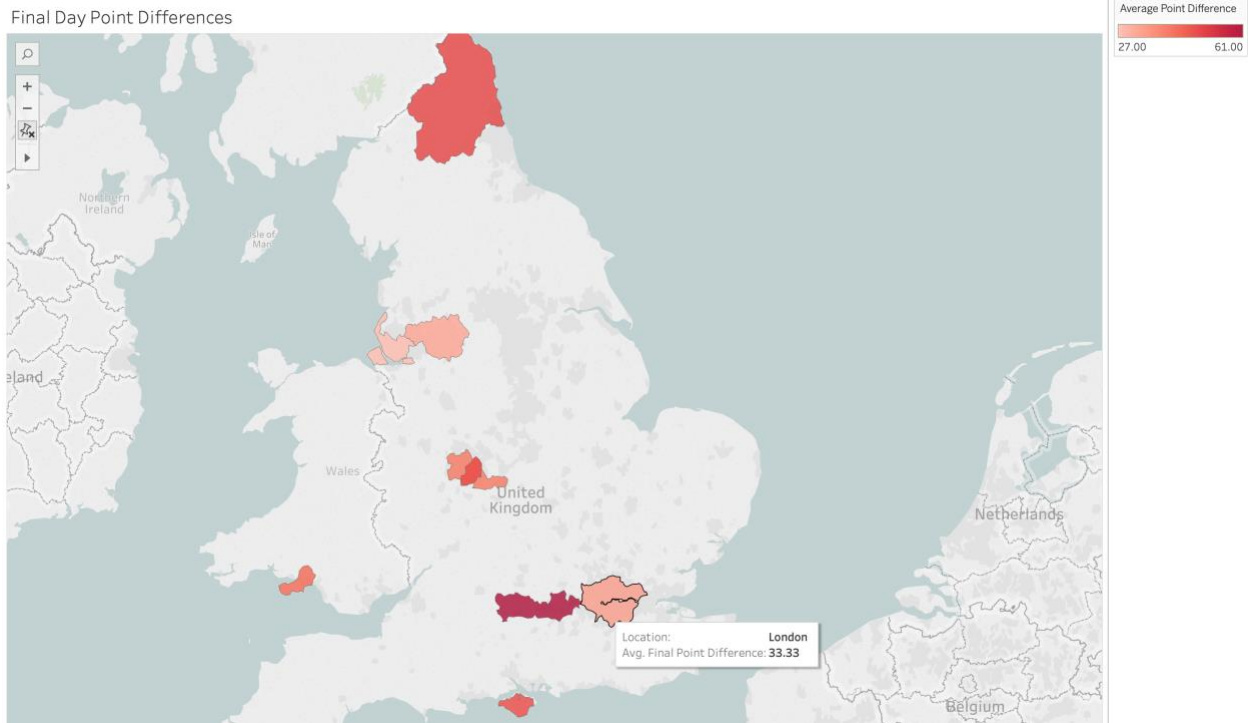 Final Day Point Differences
Average Point Difference
27.00 61.00
Northern
Ireland
Isle of
Man
eland
Wales
United
Kingdom
Netherlands
Location: London
Avg. Final Point Difference: 33.33
Belgium